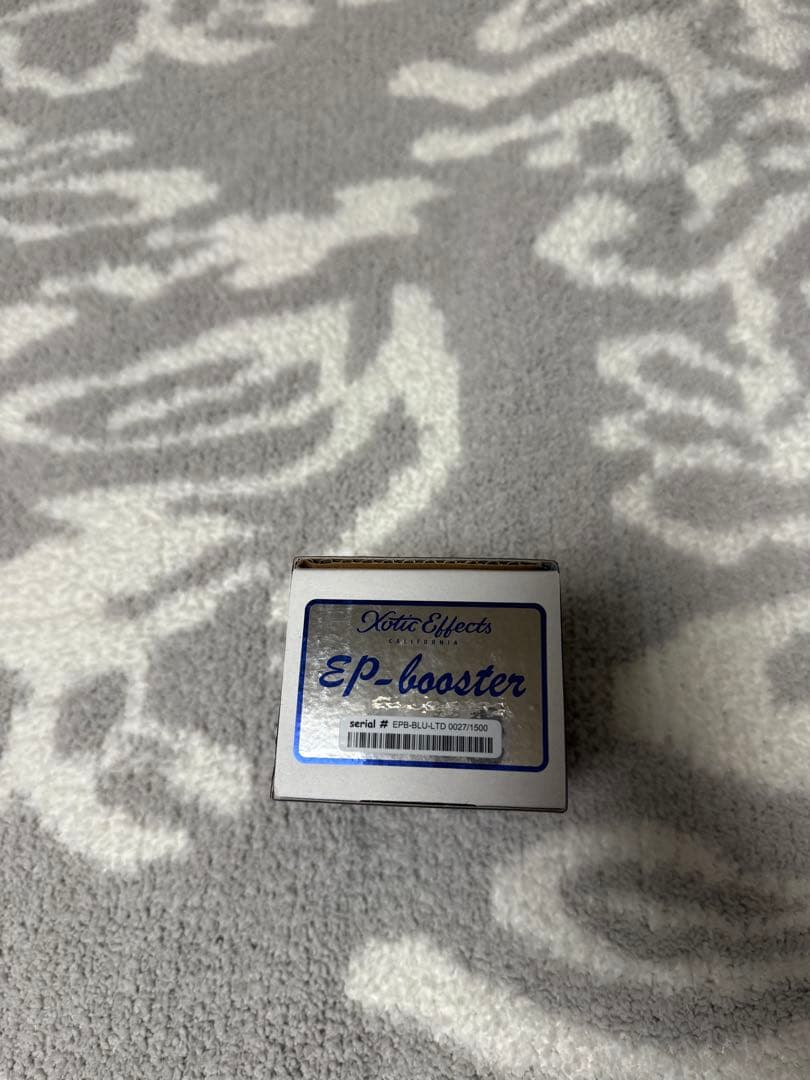 Xotic Effects
CALIFORNIA
EP-booster
serial # EPB-BLU-LTD 0027/1500